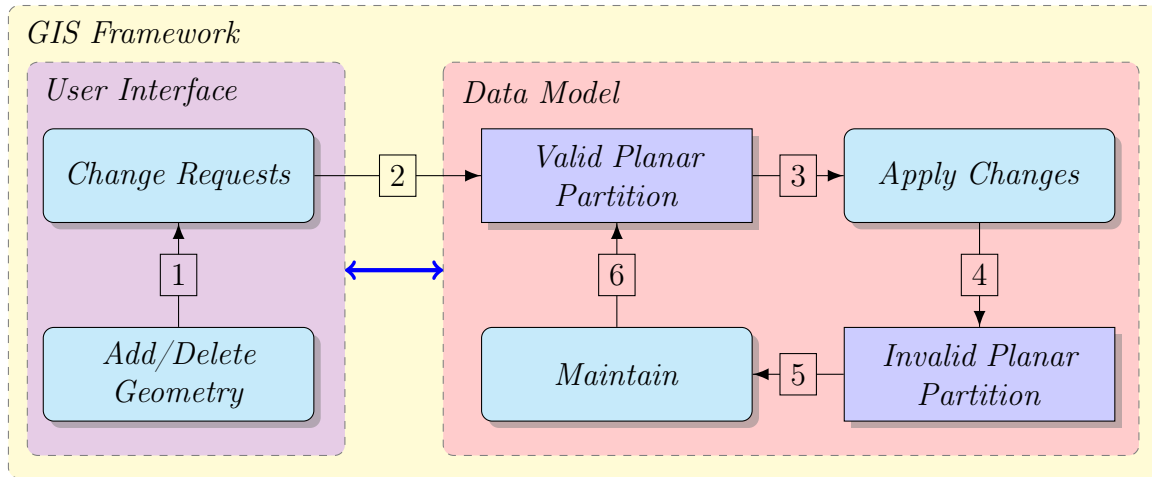 GIS Framework
User Interface
Data Model
Change Requests
2
Valid Planar
Partition
3
Apply Changes
1
6
4
Add/Delete
Geometry
Maintain
5
Invalid Planar
Partition